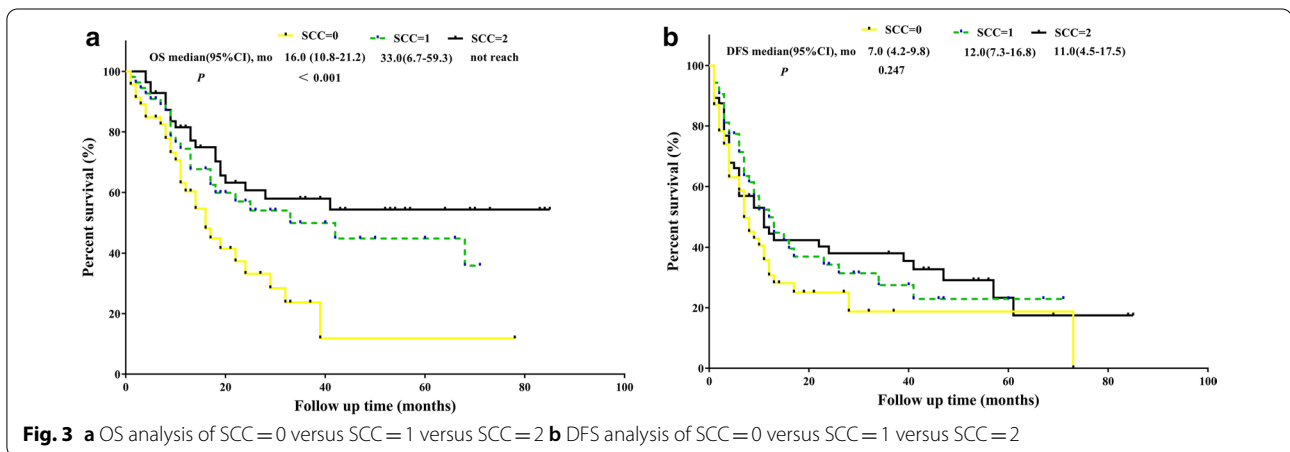 a
SCC=0 SCC=1 SCC=2
OS median(95%CI), mo 16.0 (10.8-21.2) 33.0(6.7-59.3) not reach
P < 0.001
Percent survival (%)
100
80
60
40
20
0
0 20 40 60 80 100
Follow up time (months)
b
SCC=0 SCC=1 SCC=2
DFS median(95%CI), mo 7.0 (4.2-9.8) 12.0(7.3-16.8) 11.0(4.5-17.5)
P 0.247
Percent survival (%)
100
80
60
40
20
0
0 20 40 60 80 100
Follow up time (months)
Fig. 3 a OS analysis of SCC = 0 versus SCC = 1 versus SCC = 2 b DFS analysis of SCC = 0 versus SCC = 1 versus SCC = 2